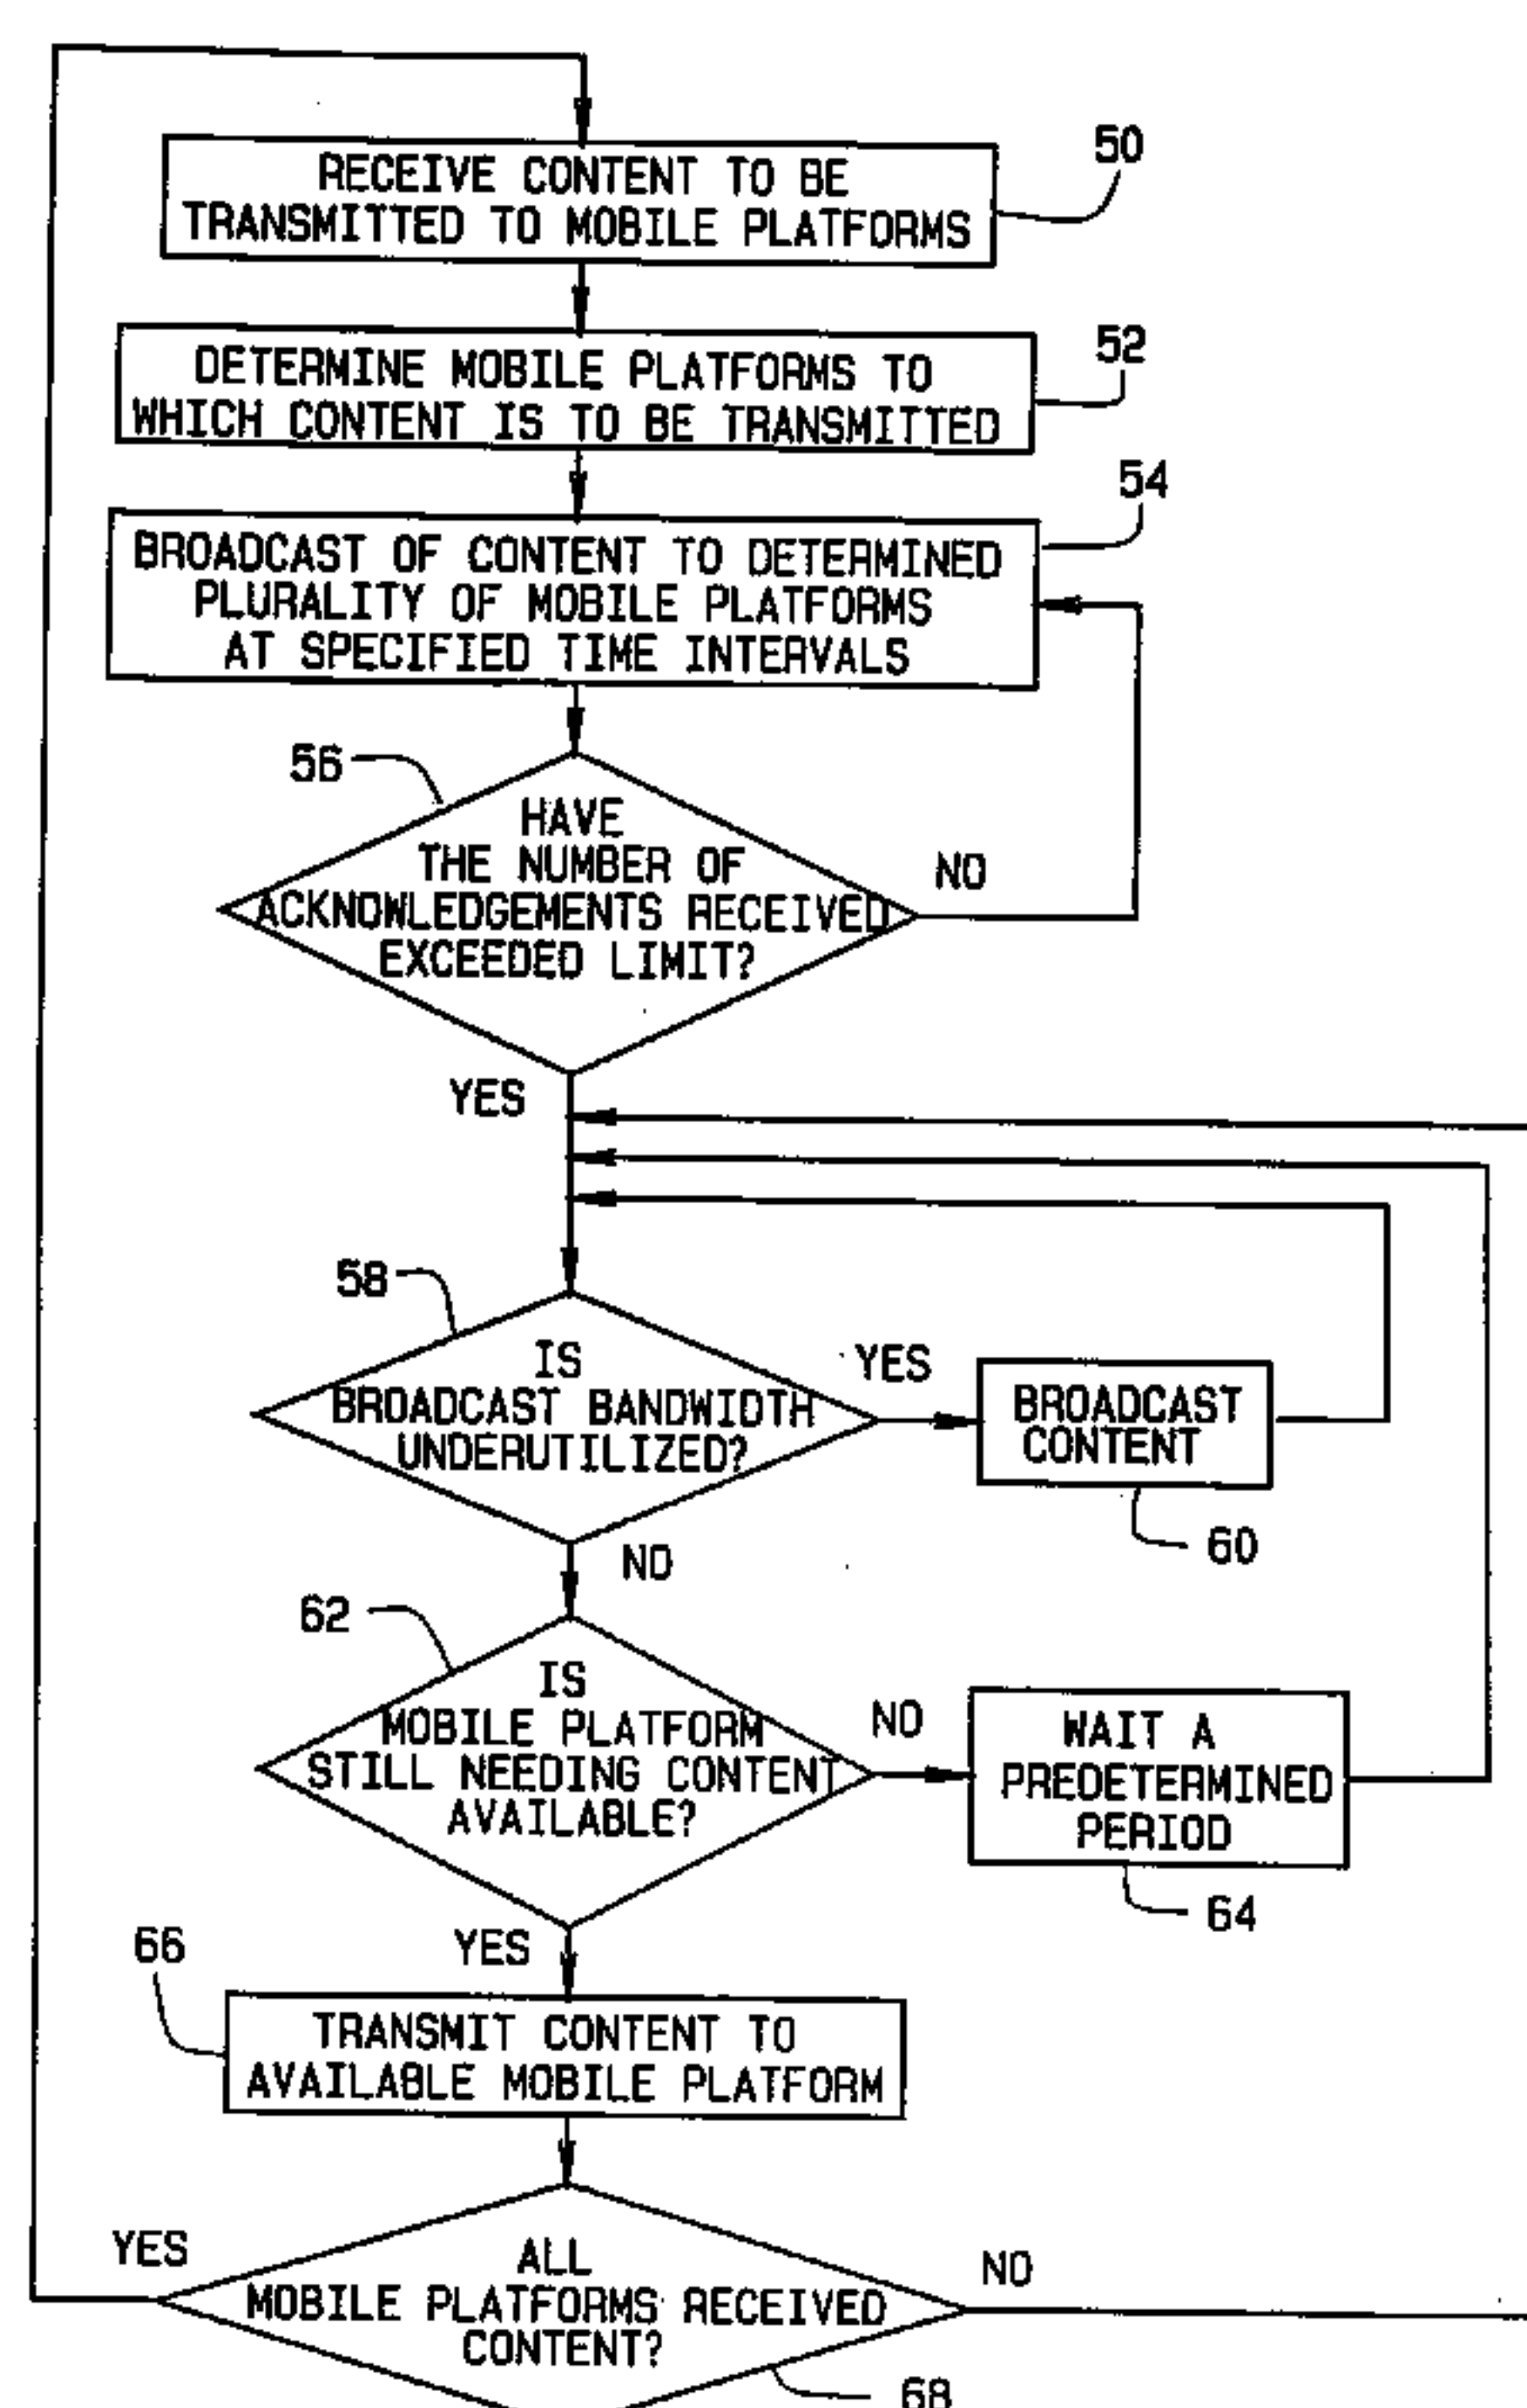 RECEIVE CONTENT TO BE
TRANSMITTED TO MOBILE PLATFORMS
50
DETERMINE MOBILE PLATFORMS TO
WHICH CONTENT IS TO BE TRANSMITTED
52
BROADCAST OF CONTENT TO DETERMINED
PLURALITY OF MOBILE PLATFORMS
AT SPECIFIED TIME INTERVALS
54
56
HAVE
THE NUMBER OF
ACKNOWLEDGEMENTS RECEIVED
EXCEEDED LIMIT?
NO
YES
58
IS
BROADCAST BANDWIDTH
UNDERUTILIZED?
YES
BROADCAST
CONTENT
60
NO
62
IS
MOBILE PLATFORM
STILL NEEDING CONTENT
AVAILABLE?
NO
WAIT A
PREDETERMINED
PERIOD
64
YES
66
TRANSMIT CONTENT TO
AVAILABLE MOBILE PLATFORM
YES
ALL
MOBILE PLATFORMS RECEIVED
CONTENT?
NO
68